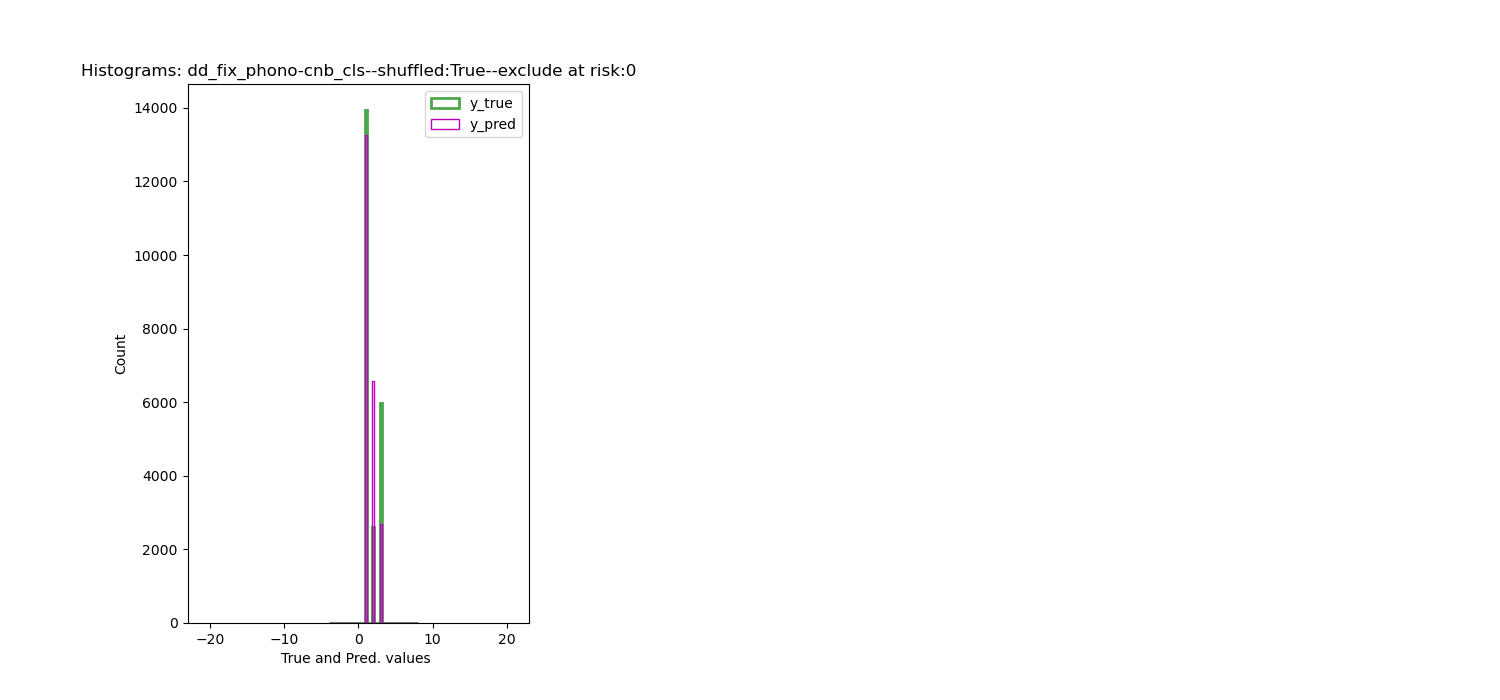 Histograms: dd_fix_phono-cnb_cls--shuffled:True--exclude at risk:0
y_true
y_pred
14000
12000
10000
8000
6000
4000
2000
0
Count
−20 −10 0 10 20
True and Pred. values